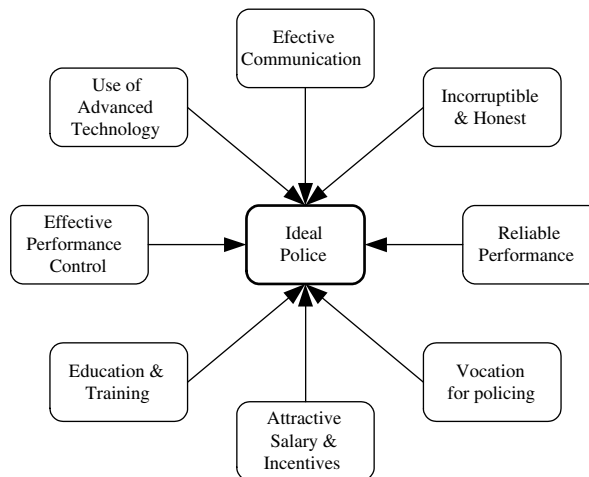 Efective
Communication
Use of
Advanced
Technology
Incorruptible
& Honest
Effective
Performance
Control
Ideal
Police
Reliable
Performance
Education &
Training
Attractive
Salary &
Incentives
Vocation
for policing